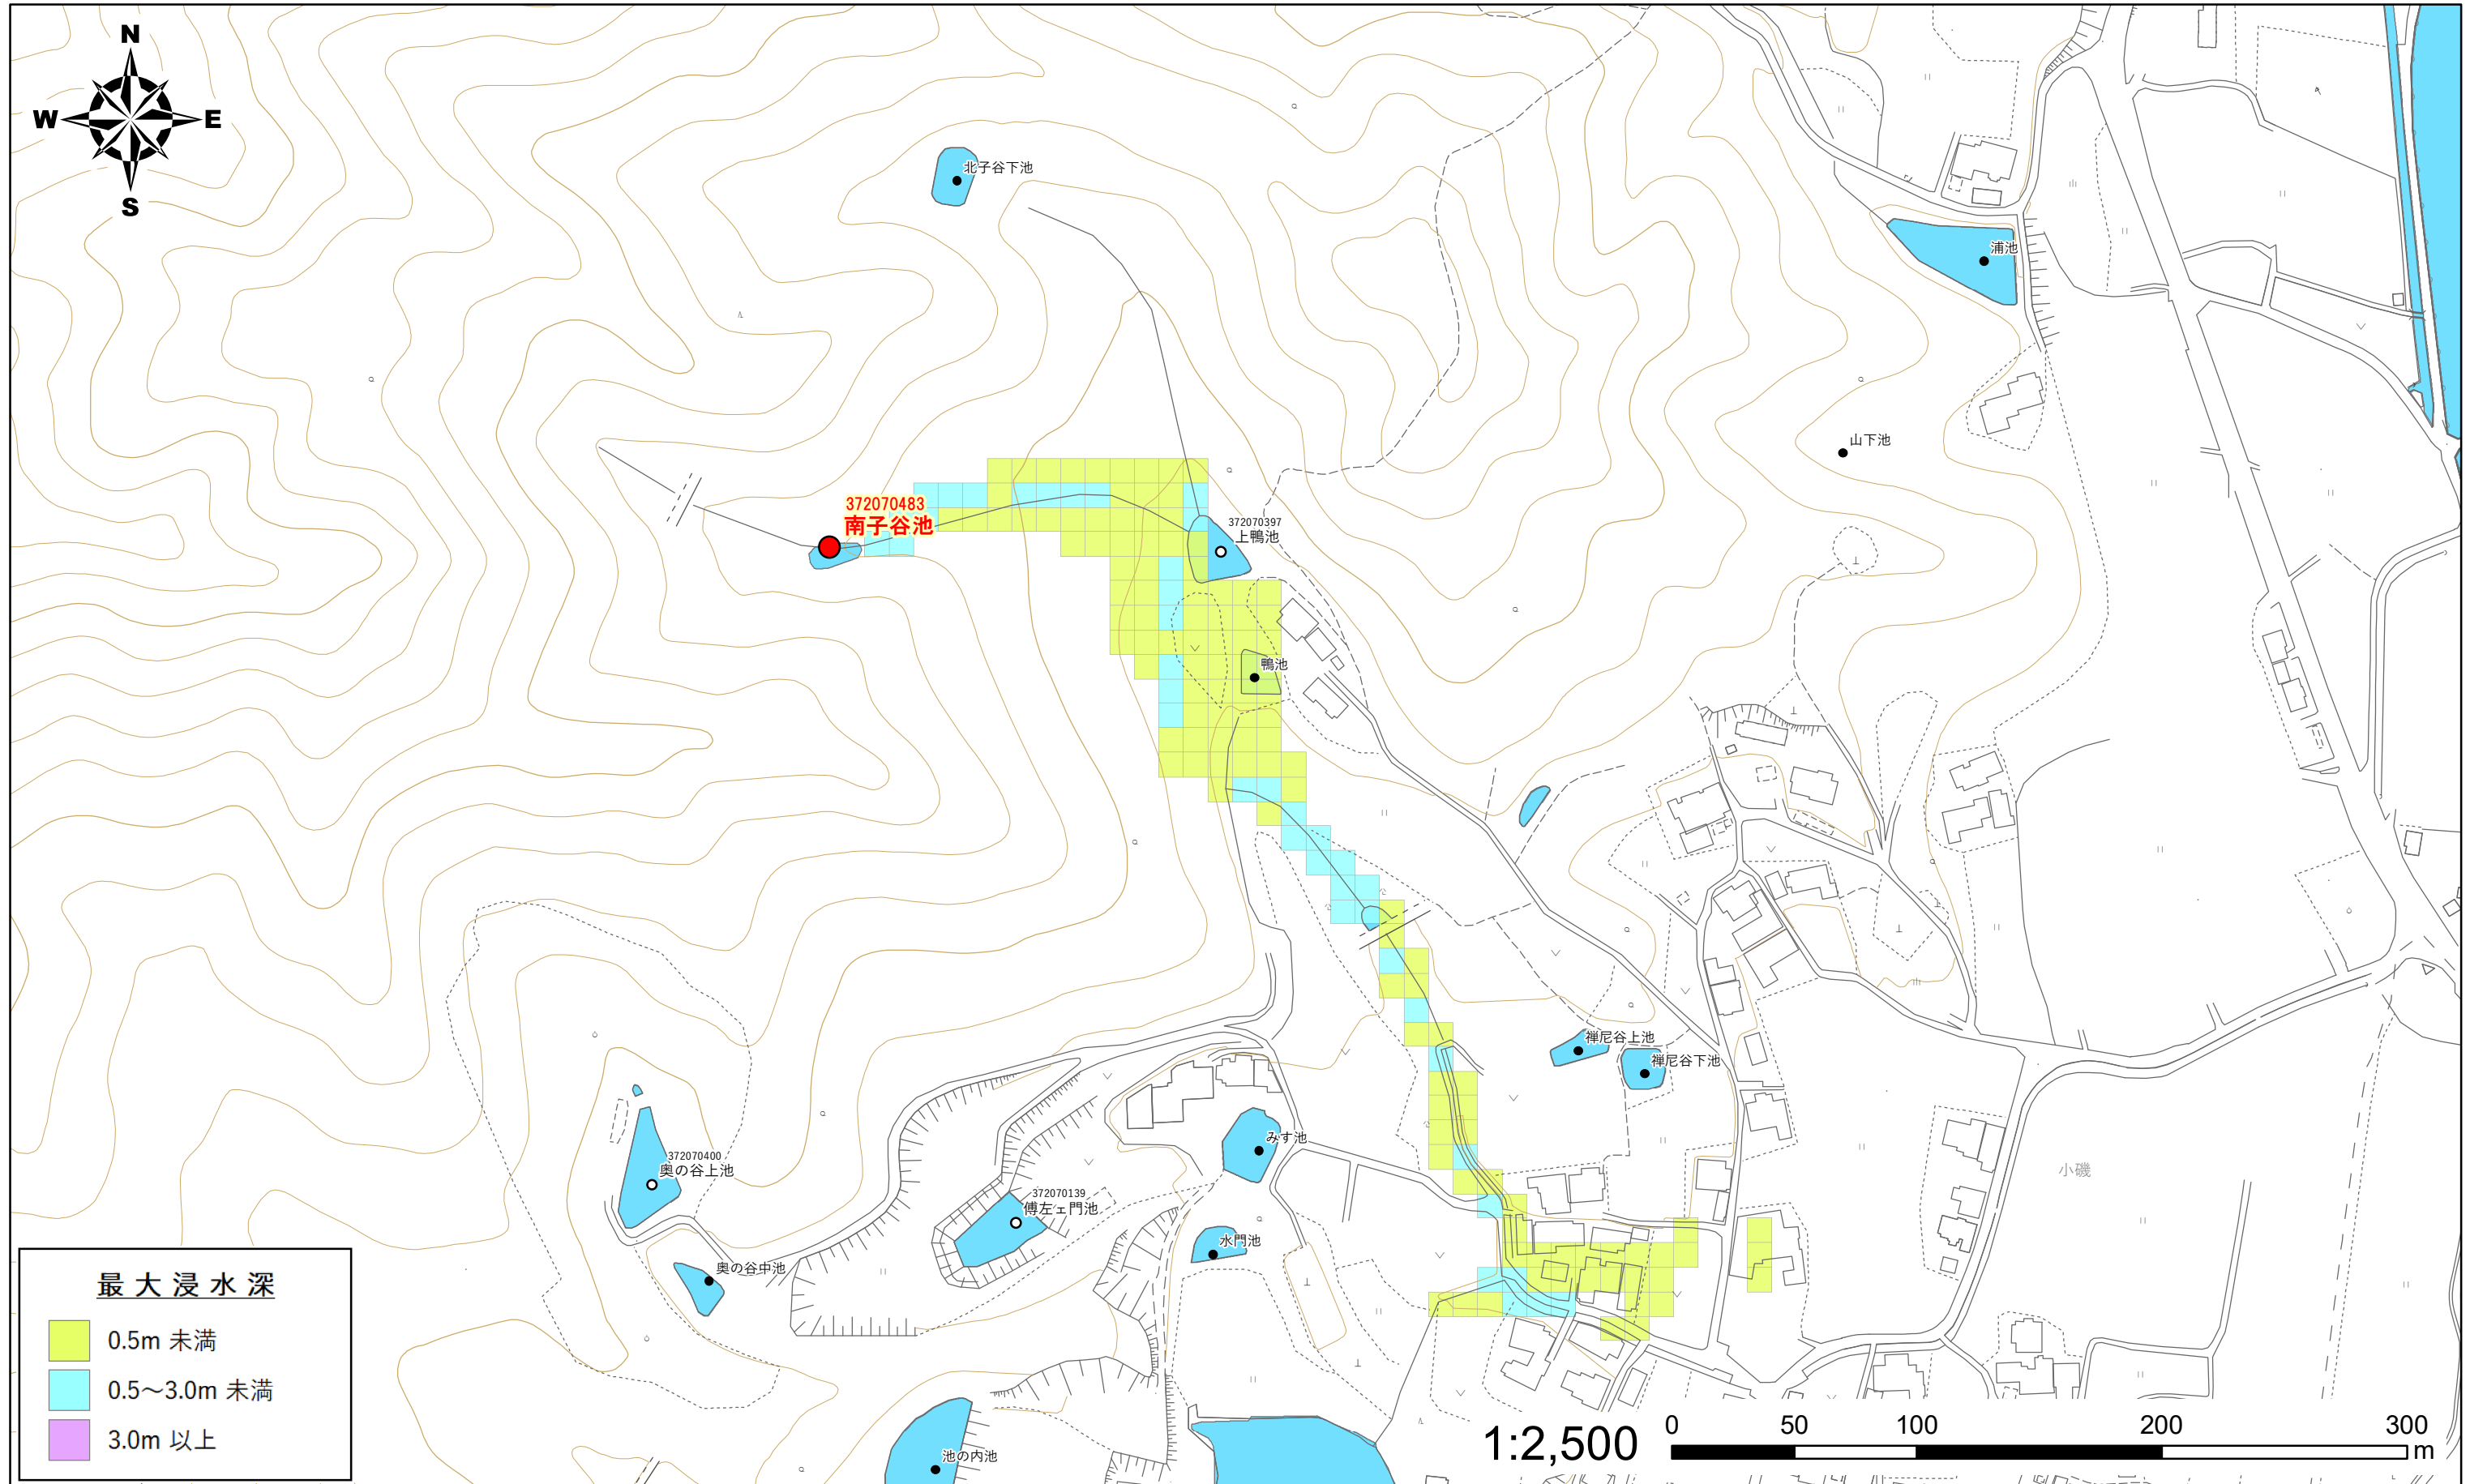 N
W
E
S
北子谷下池
浦池
山下池
372070483
南子谷池
372070397
上鴨池
鴨池
禅尼谷上池
禅尼谷下池
みす池
372070400
奥の谷上池
372070139
傅左ェ門池
水門池
奥の谷中池
小磯
池の内池
最大浸水深
0.5m 未満
0.5～3.0m 未満
3.0m 以上
1:2,500
0 50 100 200 300
m